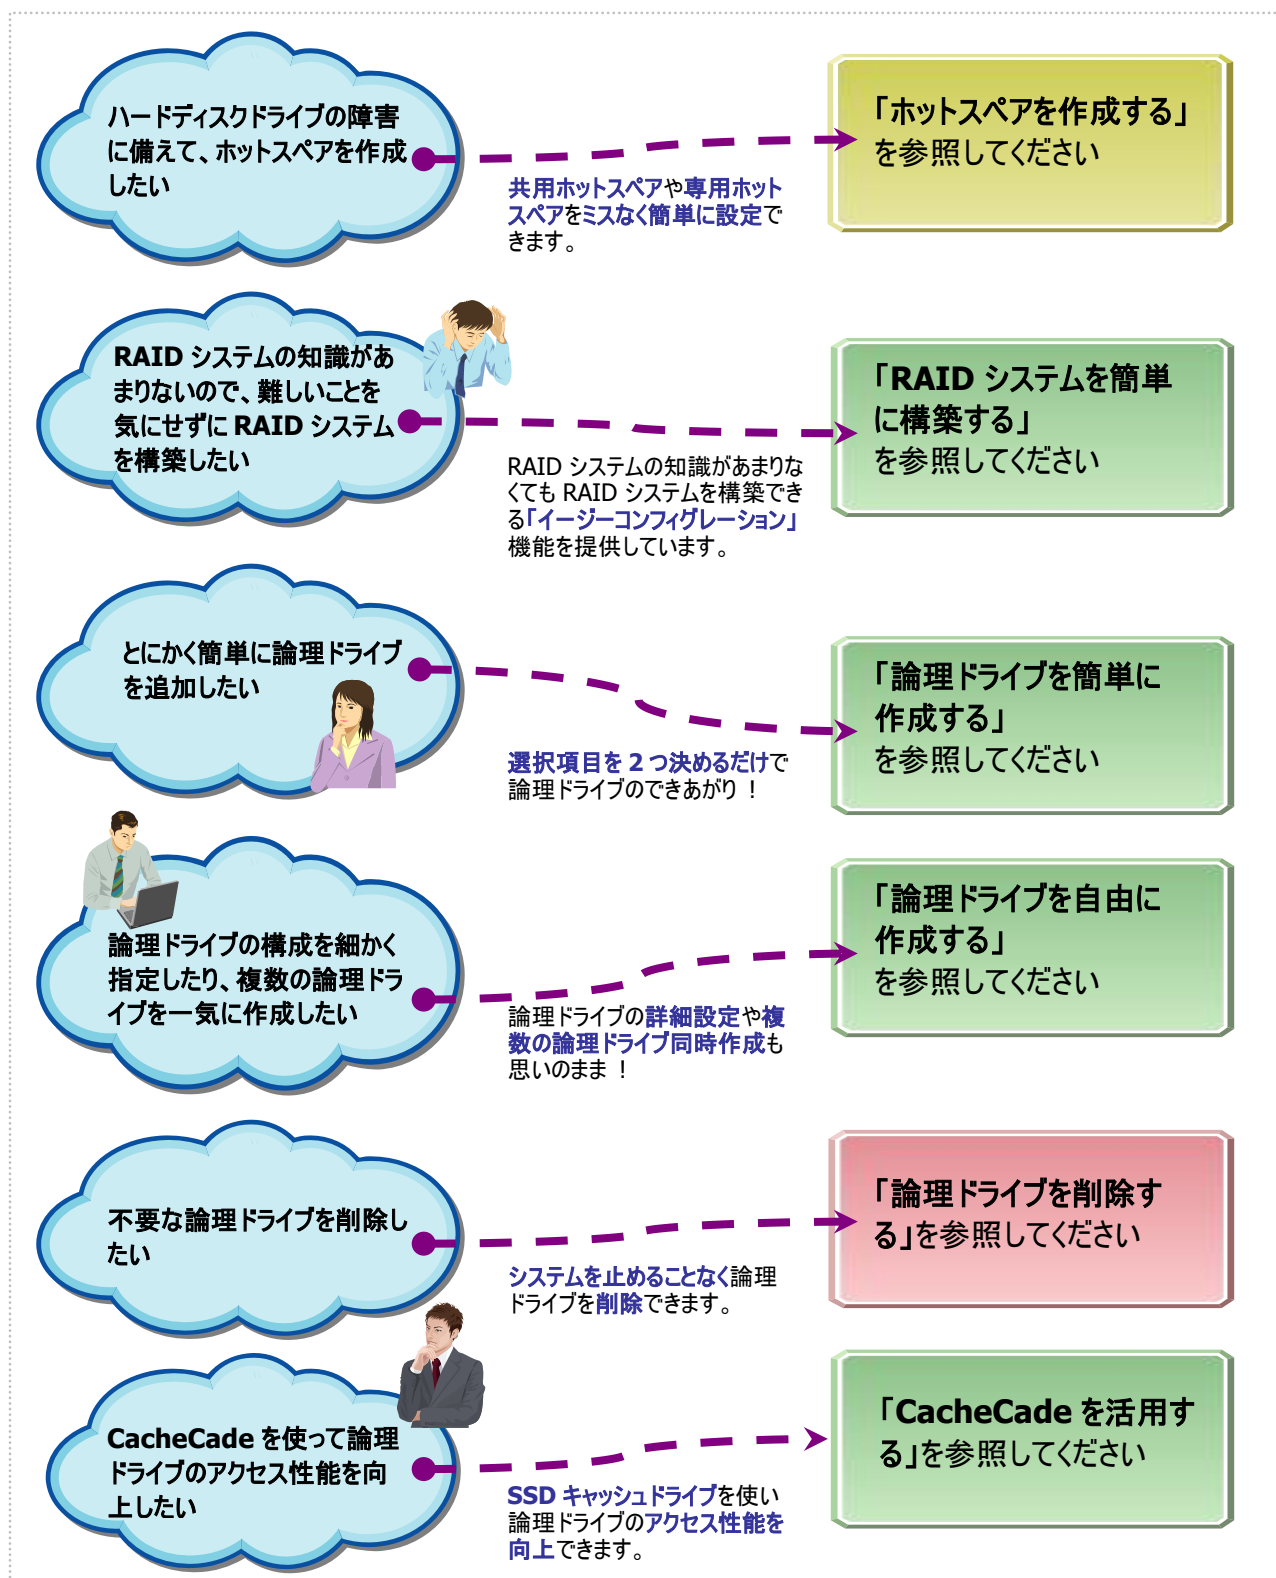 ハードディスクドライブの障害
に備えて、ホットスペアを作成
したい
「ホットスペアを作成する」
を参照してください
共用ホットスペアや専用ホット
スペアをミスなく簡単に設定で
きます。
RAID システムの知識があ
まりないので、難しいことを
気にせずに RAID システム
を構築したい
「RAID システムを簡単
に構築する」
を参照してください
RAID システムの知識があまりな
くても RAID システムを構築でき
る「イージーコンフィグレーション」
機能を提供しています。
とにかく簡単に論理ドライブ
を追加したい
「論理ドライブを簡単に
作成する」
を参照してください
選択項目を 2 つ決めるだけで
論理ドライブのできあがり！
論理ドライブの構成を細かく
指定したり、複数の論理ドラ
イブを一気に作成したい
「論理ドライブを自由に
作成する」
を参照してください
論理ドライブの詳細設定や複
数の論理ドライブ同時作成も
思いのまま！
不要な論理ドライブを削除し
たい
「論理ドライブを削除す
る」を参照してください
システムを止めることなく論理
ドライブを削除できます。
CacheCade を使って論理
ドライブのアクセス性能を向
上したい
「CacheCade を活用す
る」を参照してください
SSD キャッシュドライブを使い
論理ドライブのアクセス性能を
向上できます。